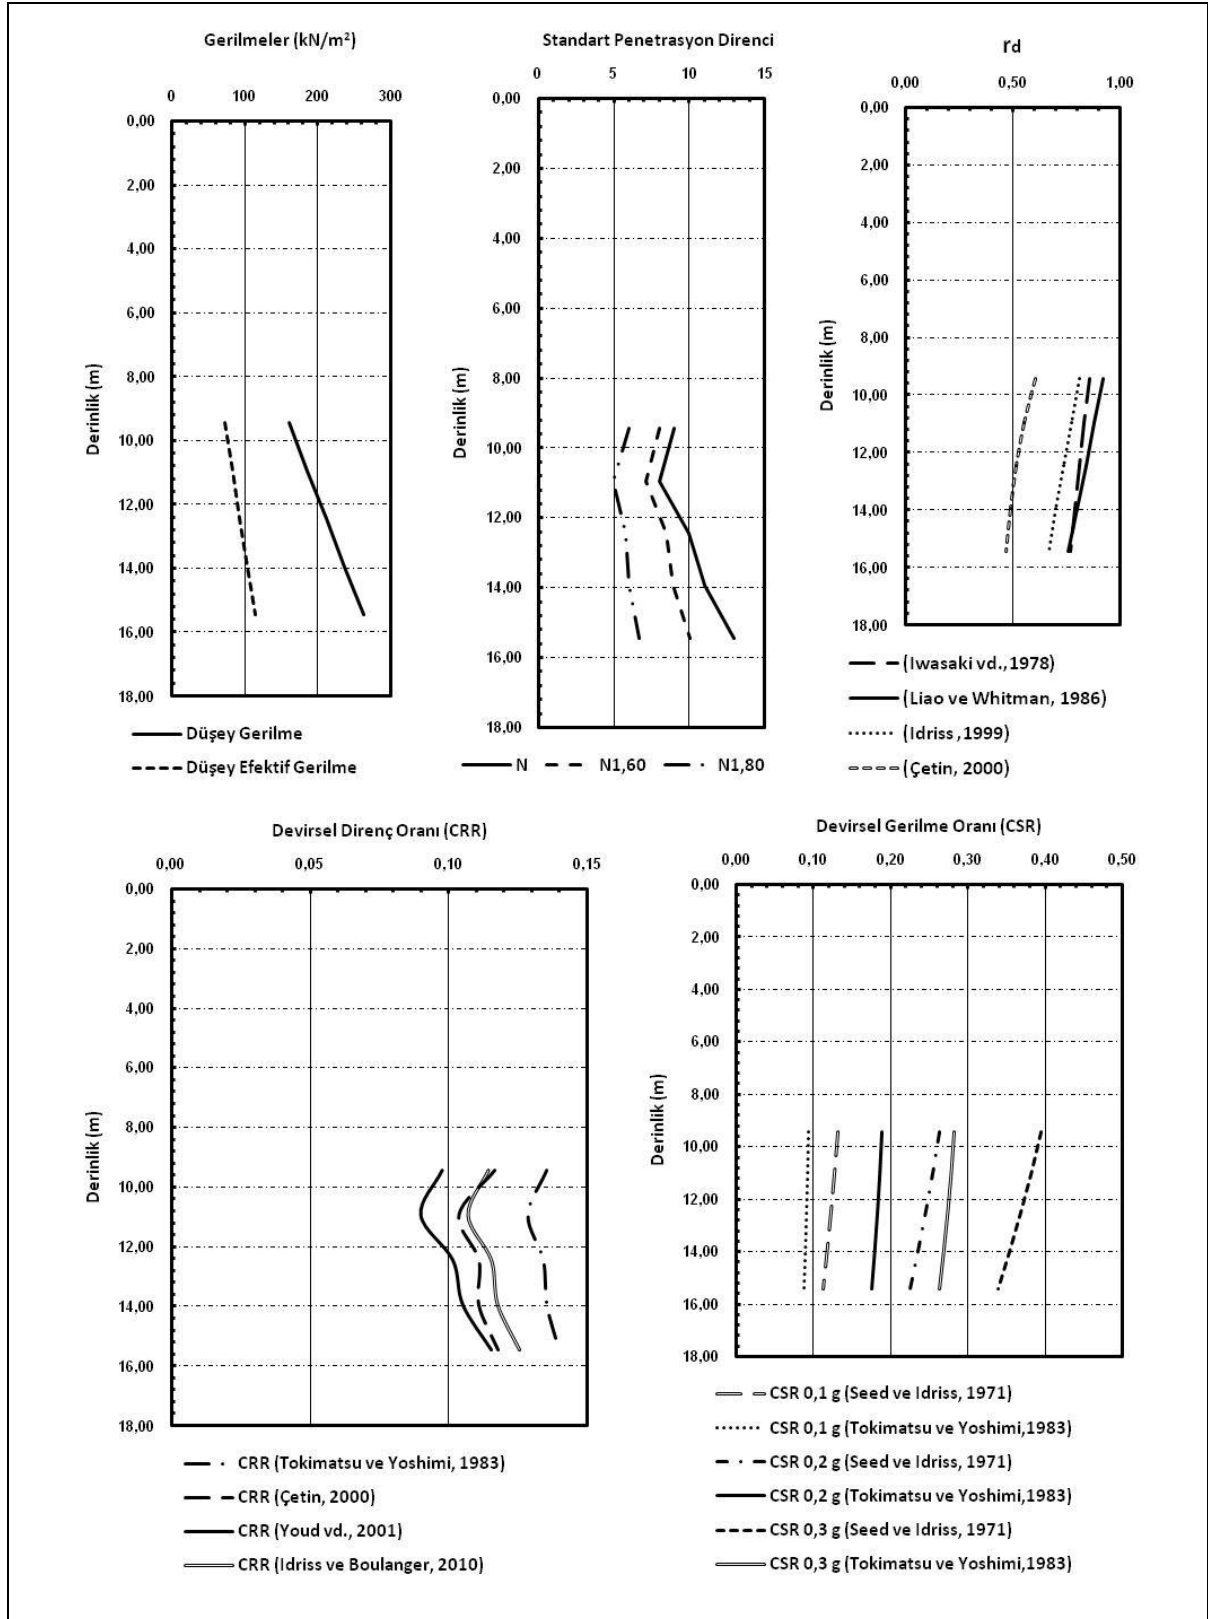 Gerilmeler (kN/m²)
0 100 200 300
0,00
2,00
4,00
6,00
8,00
10,00
12,00
14,00
16,00
18,00
Derinlik (m)
Düşey Gerilme
Düşey Efektif Gerilme
Standart Penetrasyon Direnci
0 5 10 15
0,00
2,00
4,00
6,00
8,00
10,00
12,00
14,00
16,00
18,00
Derinlik (m)
N N1,60 N1,80
rd
0,00 0,50 1,00
0,00
2,00
4,00
6,00
8,00
10,00
12,00
14,00
16,00
18,00
Derinlik (m)
(Iwasaki vd.,1978)
(Liao ve Whitman, 1986)
(Idriss ,1999)
(Çetin, 2000)
Devirsel Direnç Oranı (CRR)
0,00 0,05 0,10 0,15
0,00
2,00
4,00
6,00
8,00
10,00
12,00
14,00
16,00
18,00
Derinlik (m)
CRR (Tokimatsu ve Yoshimi, 1983)
CRR (Çetin, 2000)
CRR (Youd vd., 2001)
CRR (Idriss ve Boulanger, 2010)
Devirsel Gerilme Oranı (CSR)
0,00 0,10 0,20 0,30 0,40 0,50
0,00
2,00
4,00
6,00
8,00
10,00
12,00
14,00
16,00
18,00
Derinlik (m)
CSR 0,1 g (Seed ve Idriss, 1971)
CSR 0,1 g (Tokimatsu ve Yoshimi,1983)
CSR 0,2 g (Seed ve Idriss, 1971)
CSR 0,2 g (Tokimatsu ve Yoshimi,1983)
CSR 0,3 g (Seed ve Idriss, 1971)
CSR 0,3 g (Tokimatsu ve Yoshimi,1983)